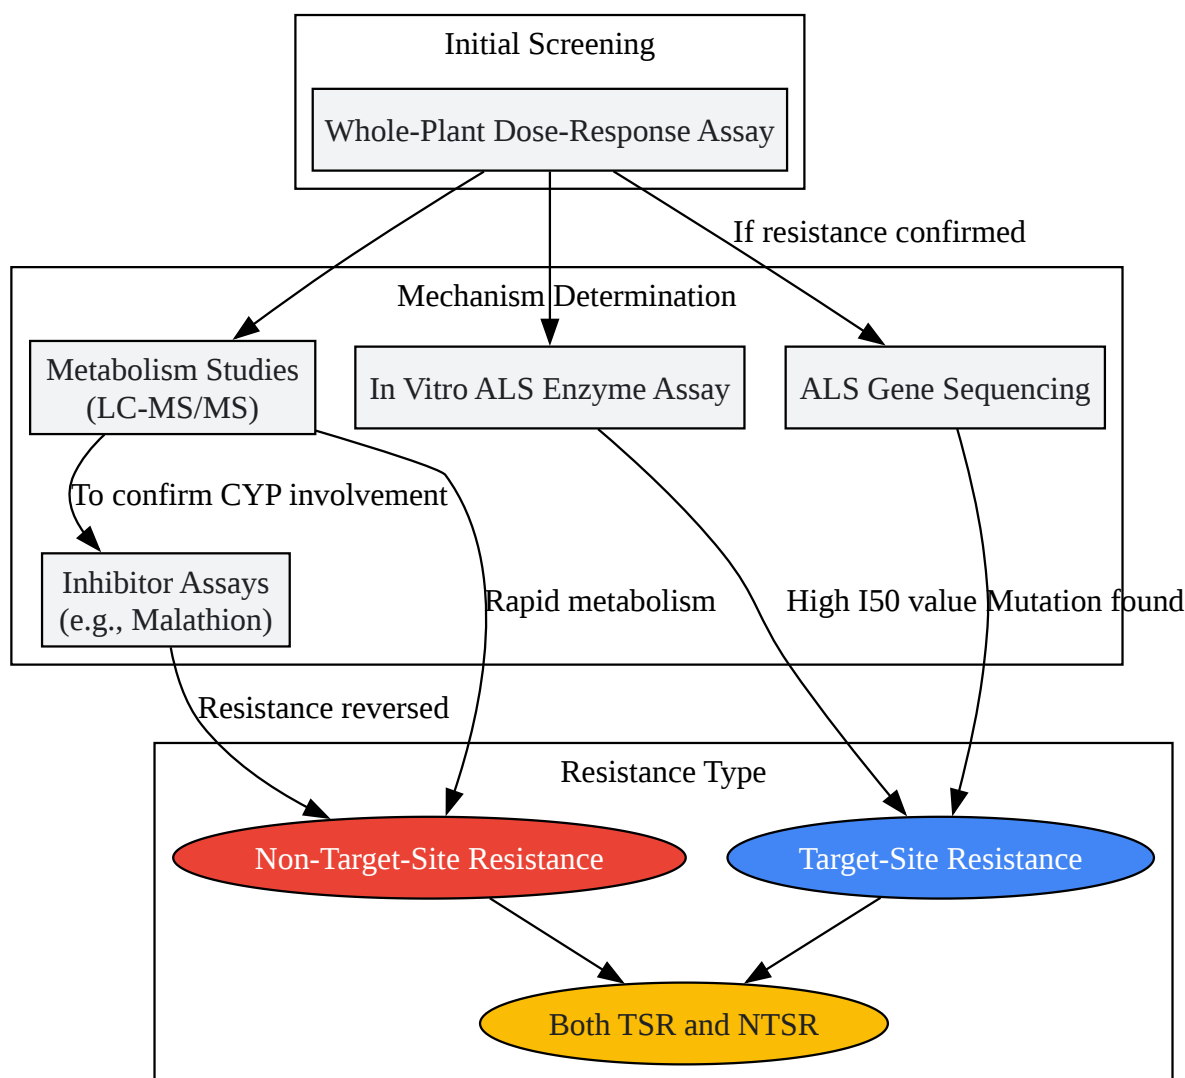 Initial Screening
Whole-Plant Dose-Response Assay
If resistance confirmed
Mechanism Determination
Metabolism Studies
(LC-MS/MS)
In Vitro ALS Enzyme Assay
ALS Gene Sequencing
To confirm CYP involvement
Inhibitor Assays
(e.g., Malathion)
Rapid metabolism
High I50 value
Mutation found
Resistance reversed
Resistance Type
Non-Target-Site Resistance
Target-Site Resistance
Both TSR and NTSR